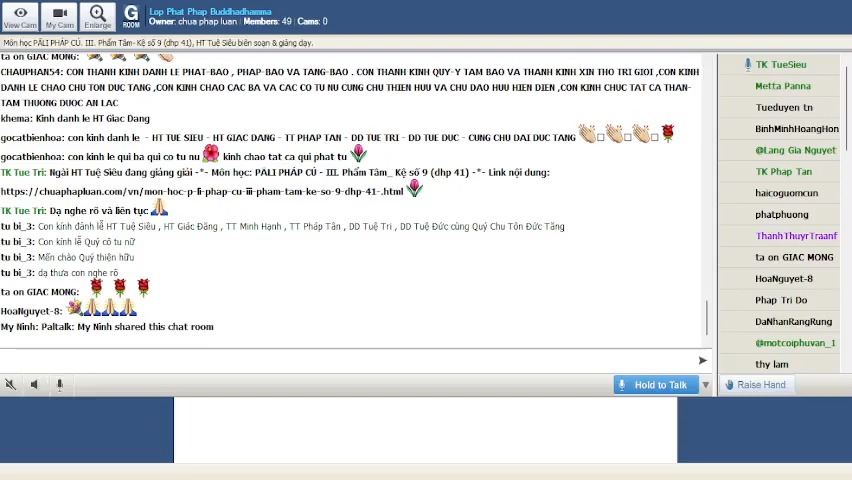 View Cam
My Cam
Enlarge
G
ROOM
Lop Phat Phap Buddhadhamma
Owner: chua phap luan Members: 49 Cams: 0
Môn học PĀLI PHÁP CÚ. III. Phẩm Tâm- Kệ số 9 (dhp 41), HT Tuệ Siêu biên soạn & giảng dạy.
ta on GIAC MONG:
CHAUPHAN54: CON THANH KINH DANH LE PHAT-BAO , PHAP-BAO VA TANG-BAO . CON THANH KINH QUY-Y TAM BAO VA THANH KINH XIN THO TRI GIOI ,CON KINH
DANH LE CHAO CHU TON DUC TANG ,CON KINH CHAO CAC BA VA CAC CO TU NU CUNG CHU THIEN HUU VA CHU DAO HUU HIEN DIEN ,CON KINH CHUC TAT CA THAN-
TAM THUONG DUOC AN LAC
khema: Kinh danh le HT Giac Dang
gocatbienhoa: con kinh danh le - HT TUE SIEU - HT GIAC DANG - TT PHAP TAN - DD TUE TRI - DD TUE DUC - CUNG CHU DAI DUC TANG
gocatbienhoa: con kinh le qui ba qui co tu nu kinh chao tat ca qui phat tu
TK Tue Tri: Ngài HT Tuệ Siêu đang giảng giải -*- Môn học: PĀLI PHÁP CÚ - III. Phẩm Tâm_ Kệ số 9 (dhp 41) -*- Link nội dung:
https://chuaphapluan.com/vn/mon-hoc-p-li-phap-cu-iii-pham-tam-ke-so-9-dhp-41-.html
TK Tue Tri: Dạ nghe rõ và liên tục
tu bi_3: Con kính đảnh lễ HT Tuệ Siêu , HT Giác Đăng , TT Minh Hạnh , TT Pháp Tân , DD Tuệ Tri , DD Tuệ Đức cùng Quý Chư Tôn Đức Tăng
tu bi_3: Con kính lễ Quý cô tu nữ
tu bi_3: Mến chào Quý thiện hữu
tu bi_3: dạ thưa con nghe rõ
ta on GIAC MONG:
HoaNguyet-8:
My Ninh: Paltalk: My Ninh shared this chat room
Hold to Talk
TK TueSieu
Metta Panna
Tueduyen tn
BinhMinhHoangHon
@Lang Gia Nguyet
TK Phap Tan
haicoguomcun
phatphuong
ThanhThuyrTraanf
ta on GIAC MONG
HoaNguyet-8
Phap Tri Do
DaNhanRangRung
@motcoiphuvan_1
thy lam
Raise Hand